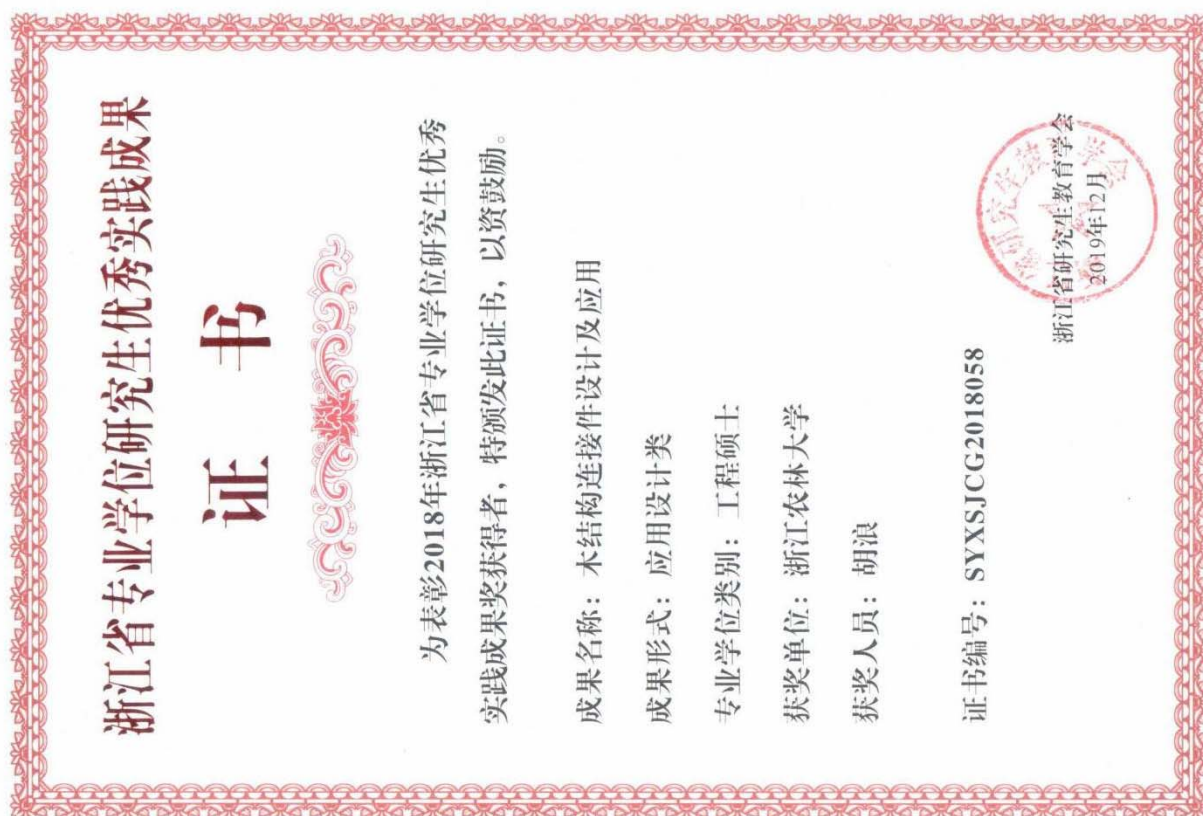 浙江省专业学位研究生优秀实践成果
证 书
为表彰2018年浙江省专业学位研究生优秀
实践成果奖获得者，特颁发此证书，以资鼓励。
成果名称：木结构连接件设计及应用
成果形式：应用设计类
专业学位类别：工程硕士
获奖单位：浙江农林大学
获奖人员：胡浪
证书编号：SYXSJCG2018058
浙江省研究生教育学会
2019年12月